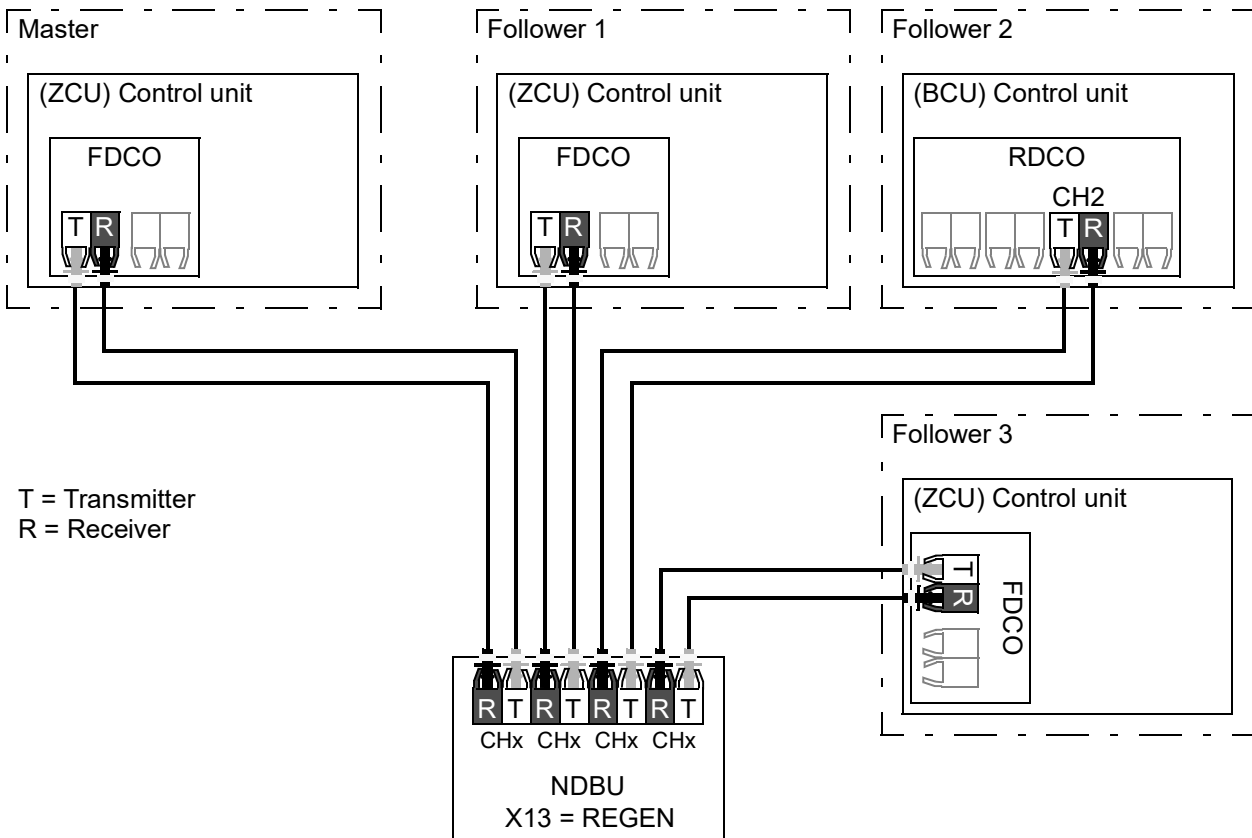 Master
(ZCU) Control unit
FDCO
T R
Follower 1
(ZCU) Control unit
FDCO
T R
Follower 2
(BCU) Control unit
RDCO
CH2
T R
T = Transmitter
R = Receiver
Follower 3
(ZCU) Control unit
T
R
FDCO
R T R T R T R T
CHx CHx CHx CHx
NDBU
X13 = REGEN